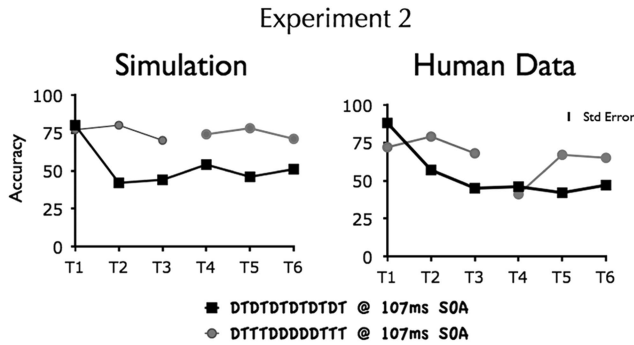 Experiment 2
Simulation
Human Data
Accuracy
100
75
50
25
0
T1 T2 T3 T4 T5 T6
100
75
50
25
0
T1 T2 T3 T4 T5 T6
Std Error
DTDTDTDTDTDT @ 107ms SOA
DTTTDDDDDTTT @ 107ms SOA